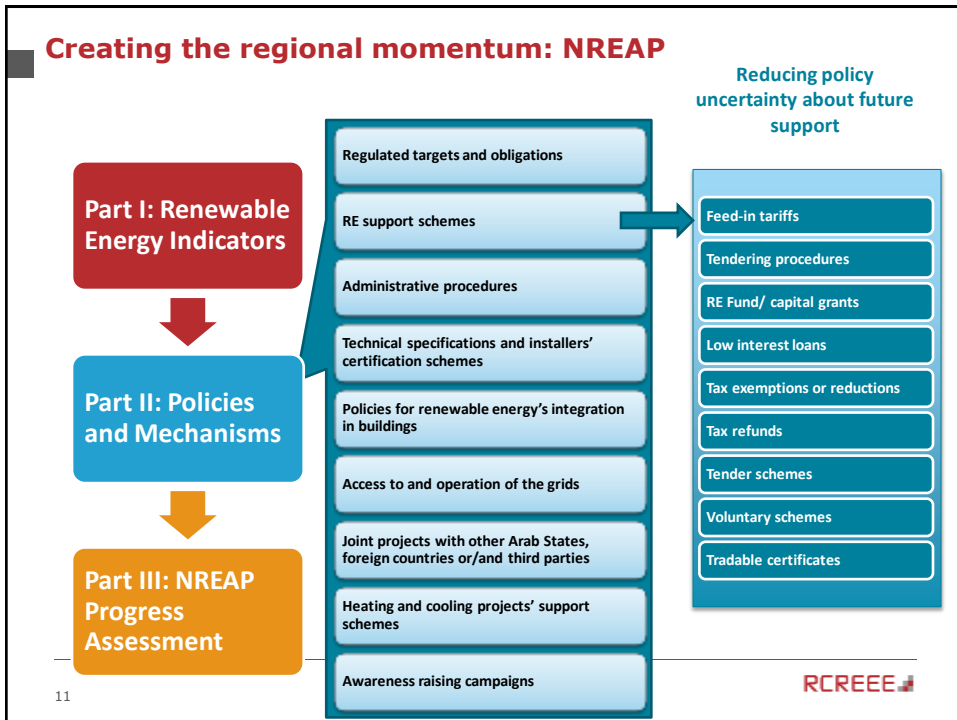 Creating the regional momentum: NREAP
Reducing policy
uncertainty about future
support
Part I: Renewable
Energy Indicators
Part II: Policies
and Mechanisms
Part III: NREAP
Progress
Assessment
Regulated targets and obligations
RE support schemes
Administrative procedures
Technical specifications and installers’
certification schemes
Policies for renewable energy’s integration
in buildings
Access to and operation of the grids
Joint projects with other Arab States,
foreign countries or/and third parties
Heating and cooling projects’ support
schemes
Awareness raising campaigns
Feed-in tariffs
Tendering procedures
RE Fund/ capital grants
Low interest loans
Tax exemptions or reductions
Tax refunds
Tender schemes
Voluntary schemes
Tradable certificates
11
RCREEE